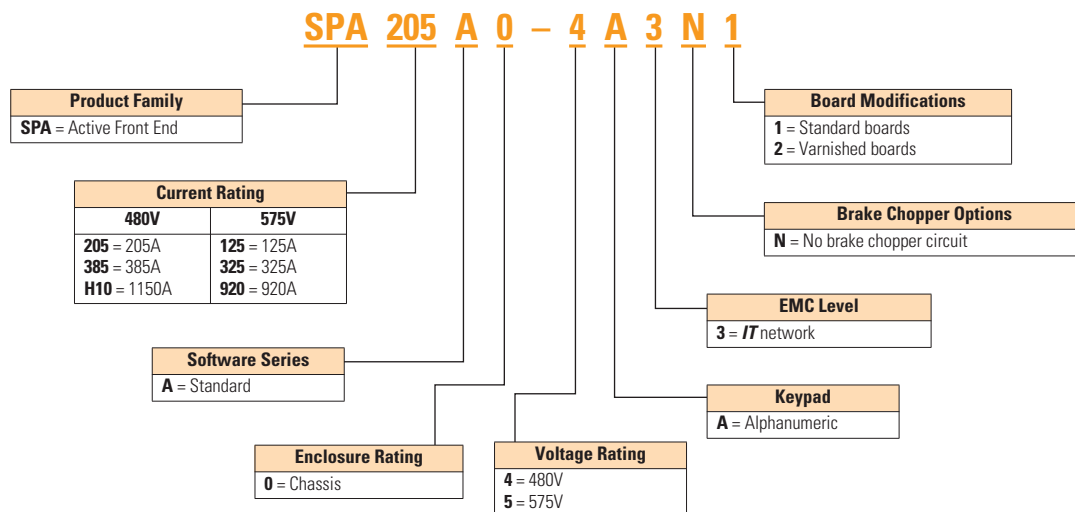 SPA 205 A 0 – 4 A 3 N 1
Product Family
SPA = Active Front End
Board Modifications
1 = Standard boards
2 = Varnished boards
Current Rating
480V 575V
205 = 205A 125 = 125A
385 = 385A 325 = 325A
H10 = 1150A 920 = 920A
Brake Chopper Options
N = No brake chopper circuit
EMC Level
3 = IT network
Software Series
A = Standard
Keypad
A = Alphanumeric
Enclosure Rating
0 = Chassis
Voltage Rating
4 = 480V
5 = 575V